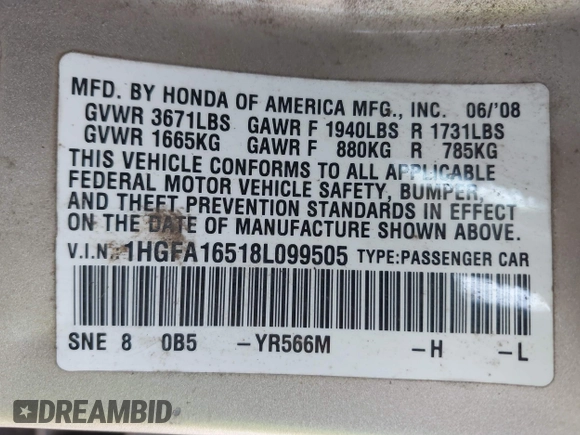 MFD. BY HONDA OF AMERICA MFG., INC. 06/'08
GVWR 3671LBS GAWR F 1940LBS R 1731LBS
GVWR 1665KG GAWR F 880KG R 785KG
THIS VEHICLE CONFORMS TO ALL APPLICABLE
FEDERAL MOTOR VEHICLE SAFETY, BUMPER,
AND THEFT PREVENTION STANDARDS IN EFFECT
ON THE DATE OF MANUFACTURE SHOWN ABOVE.
V.I.N. 1HGFA16518L099505 TYPE:PASSENGER CAR
SNE 8 0B5 -YR566M -H -L
DREAMBID